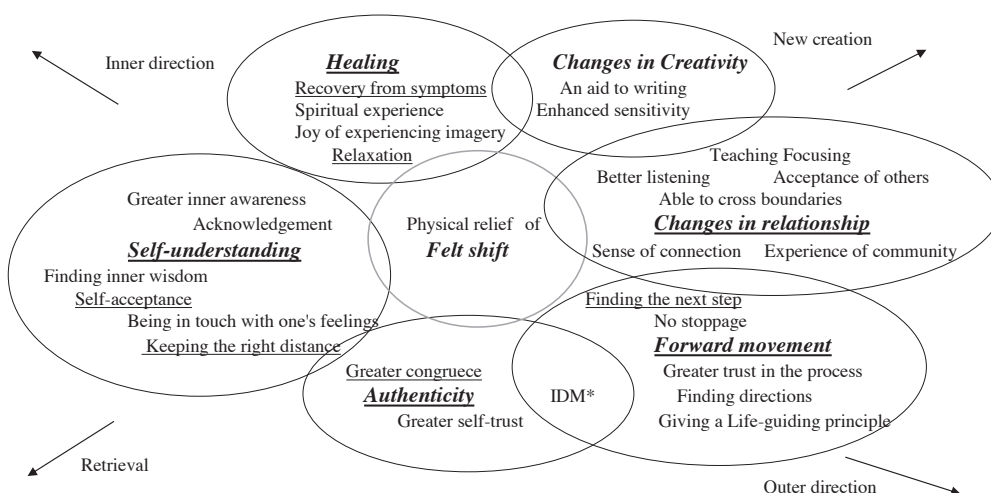 Inner direction
Healing
Recovery from symptoms
Spiritual experience
Joy of experiencing imagery
Relaxation
Changes in Creativity
An aid to writing
Enhanced sensitivity
New creation
Teaching Focusing
Better listening
Acceptance of others
Able to cross boundaries
Changes in relationship
Sense of connection
Experience of community
Greater inner awareness
Acknowledgement
Self-understanding
Finding inner wisdom
Self-acceptance
Being in touch with one's feelings
Keeping the right distance
Physical relief of
Felt shift
Finding the next step
No stoppage
Forward movement
Greater trust in the process
Finding directions
Giving a Life-guiding principle
Greater congruece
Authenticity
Greater self-trust
IDM*
Retrieval
Outer direction